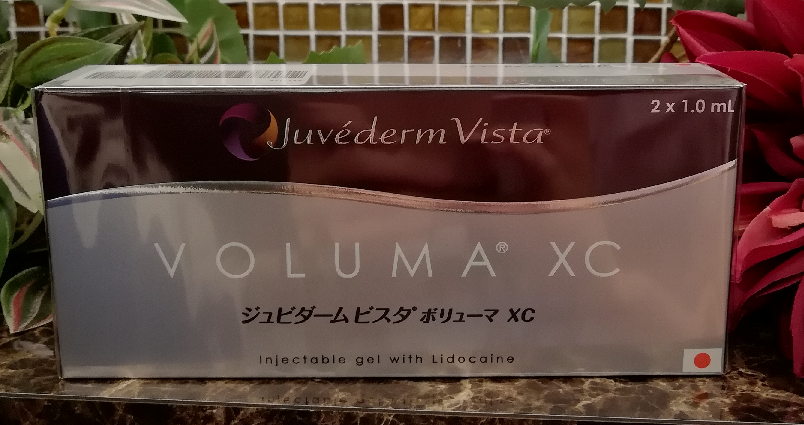 2 x 1.0 mL
Juvéderm Vista®
VOLUMA® XC
ジュビダーム ビスタ® ボリューマ XC
Injectable gel with Lidocaine